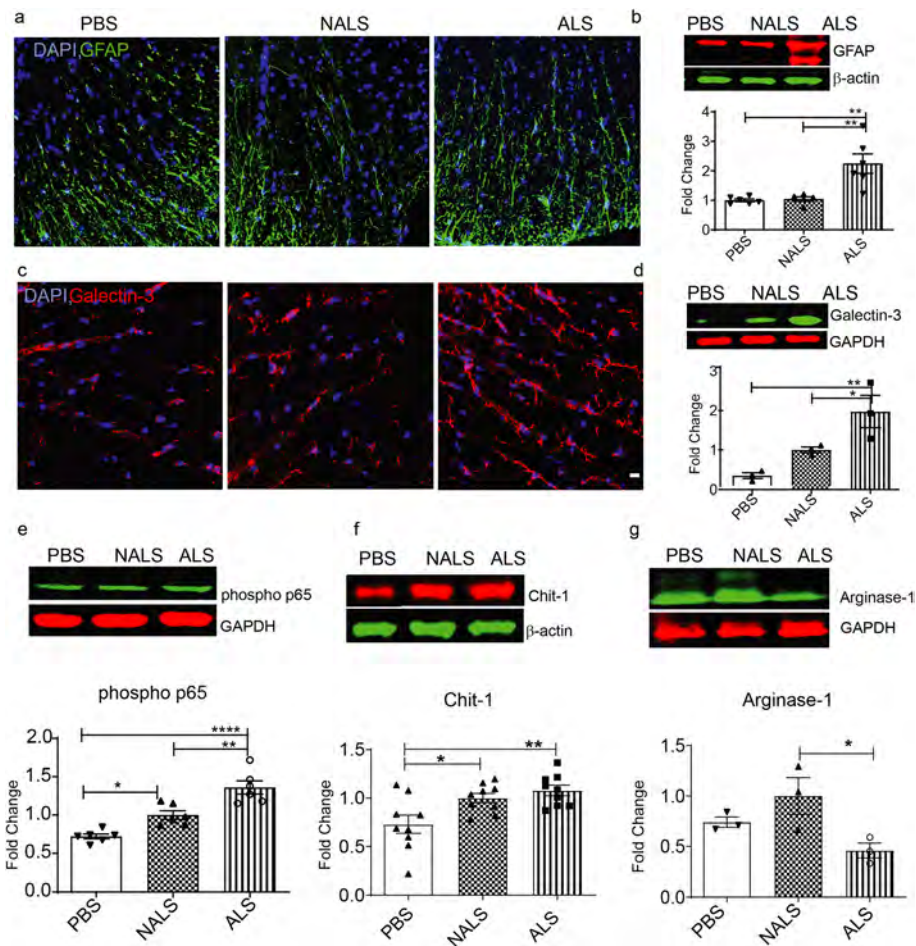 a PBS NALS ALS
DAPI,GFAP
b PBS NALS ALS
GFAP
β-actin
**
**
4
3
2
1
0
Fold Change
PBS NALS ALS
c DAPI,Galectin-3
d PBS NALS ALS
Galectin-3
GAPDH
**
*
2
1
0
Fold Change
PBS NALS ALS
e
PBS NALS ALS
phospho p65
GAPDH
phospho p65
****
**
*
2.0
1.5
1.0
0.5
0.0
Fold Change
PBS NALS ALS
f
PBS NALS ALS
Chit-1
β-actin
Chit-1
**
*
1.5
1.0
0.5
0.0
Fold Change
PBS NALS ALS
g
PBS NALS ALS
Arginase-1
GAPDH
Arginase-1
*
1.5
1.0
0.5
0.0
Fold Change
PBS NALS ALS